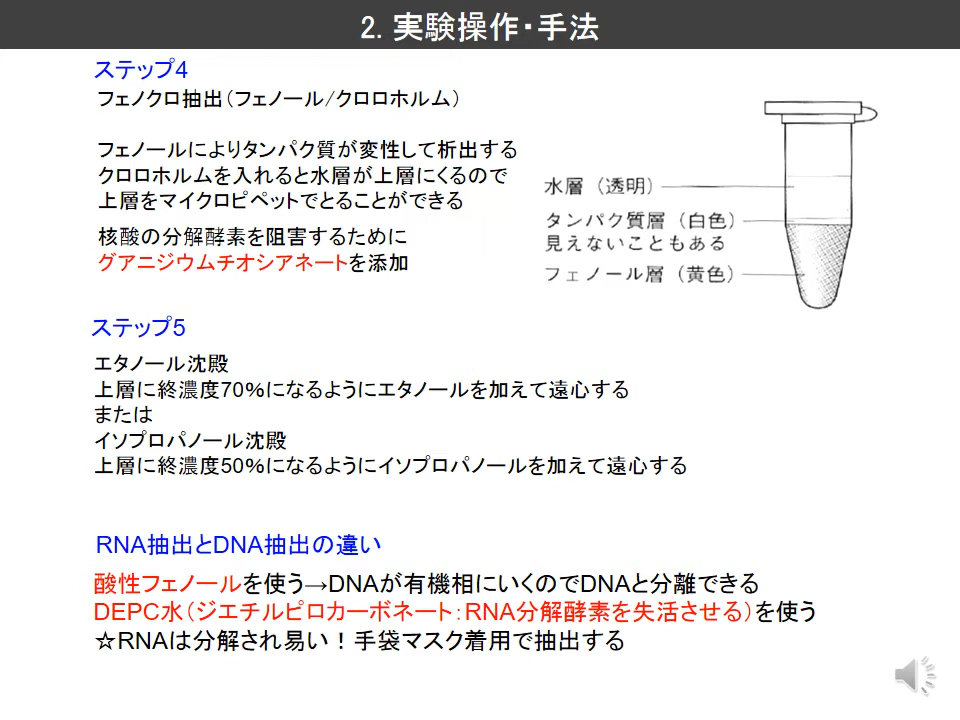 2. 実験操作・手法
ステップ4
フェノクロ抽出（フェノール/クロロホルム）
フェノールによりタンパク質が変性して析出する
クロロホルムを入れると水層が上層にくるので
上層をマイクロピペットでとることができる
核酸の分解酵素を阻害するために
グアニジウムチオシアネートを添加
水層（透明）
タンパク質層（白色）
見えないこともある
フェノール層（黄色）
ステップ5
エタノール沈殿
上層に終濃度70%になるようにエタノールを加えて遠心する
または
イソプロパノール沈殿
上層に終濃度50%になるようにイソプロパノールを加えて遠心する
RNA抽出とDNA抽出の違い
酸性フェノールを使う→DNAが有機相にいくのでDNAと分離できる
DEPC水（ジエチルピロカーボネート：RNA分解酵素を失活させる）を使う
☆RNAは分解され易い！手袋マスク着用で抽出する